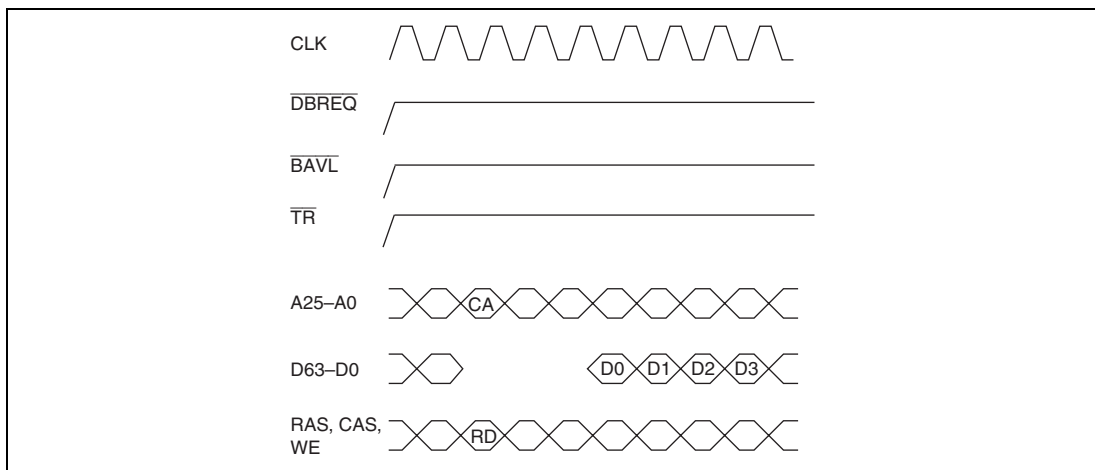 CLK
DBREQ
BAVL
TR
A25–A0 CA
D63–D0 D0 D1 D2 D3
RAS, CAS, WE RD